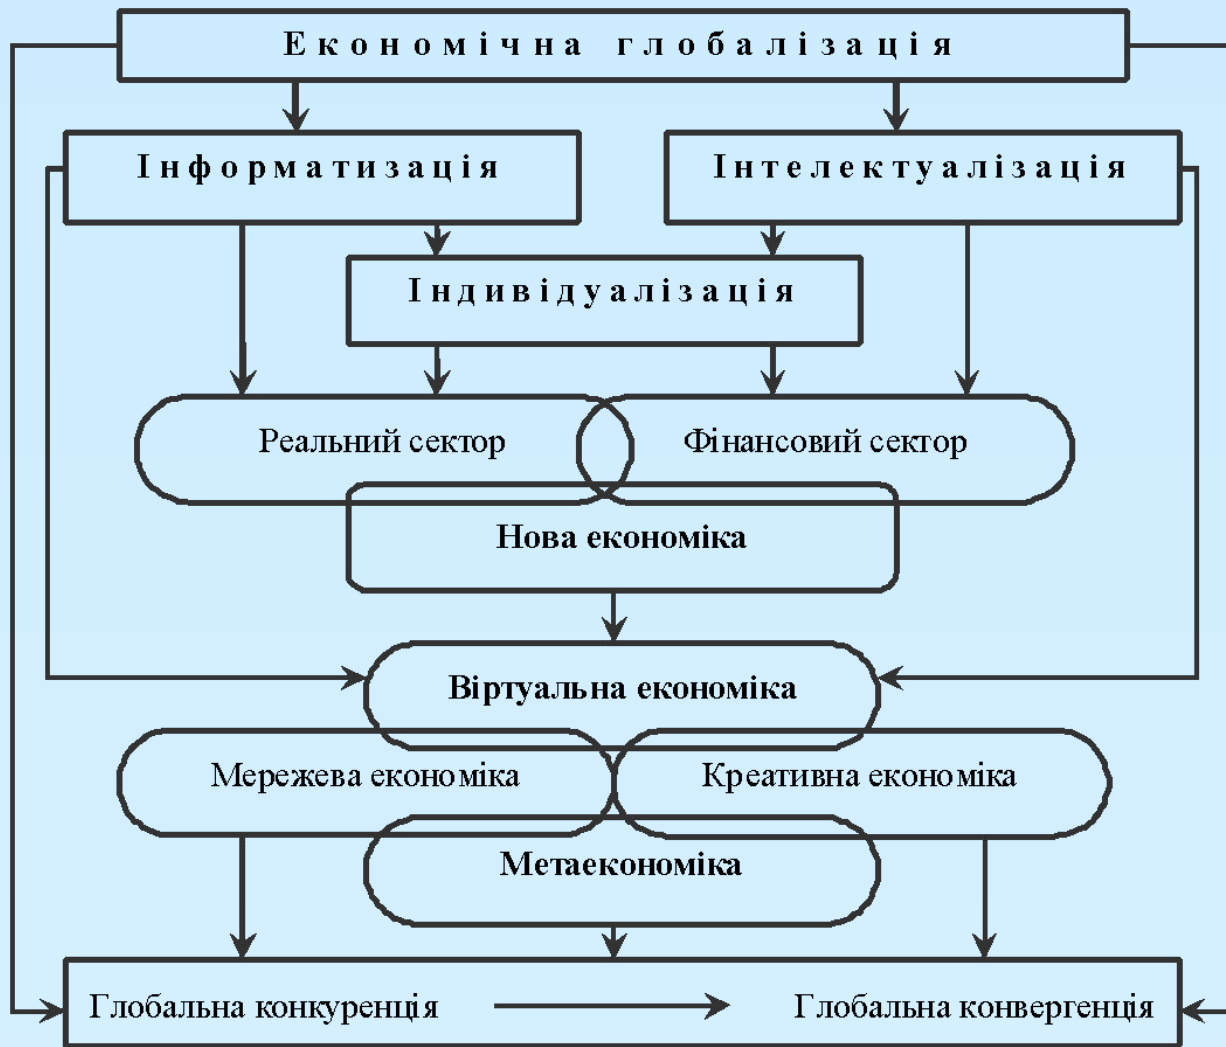 Економічна глобалізація
Інформатизація
Інтелектуалізація
Індивідуалізація
Реальний сектор
Фінансовий сектор
Нова економіка
Віртуальна економіка
Мережева економіка
Креативна економіка
Метаекономіка
Глобальна конкуренція
Глобальна конвергенція